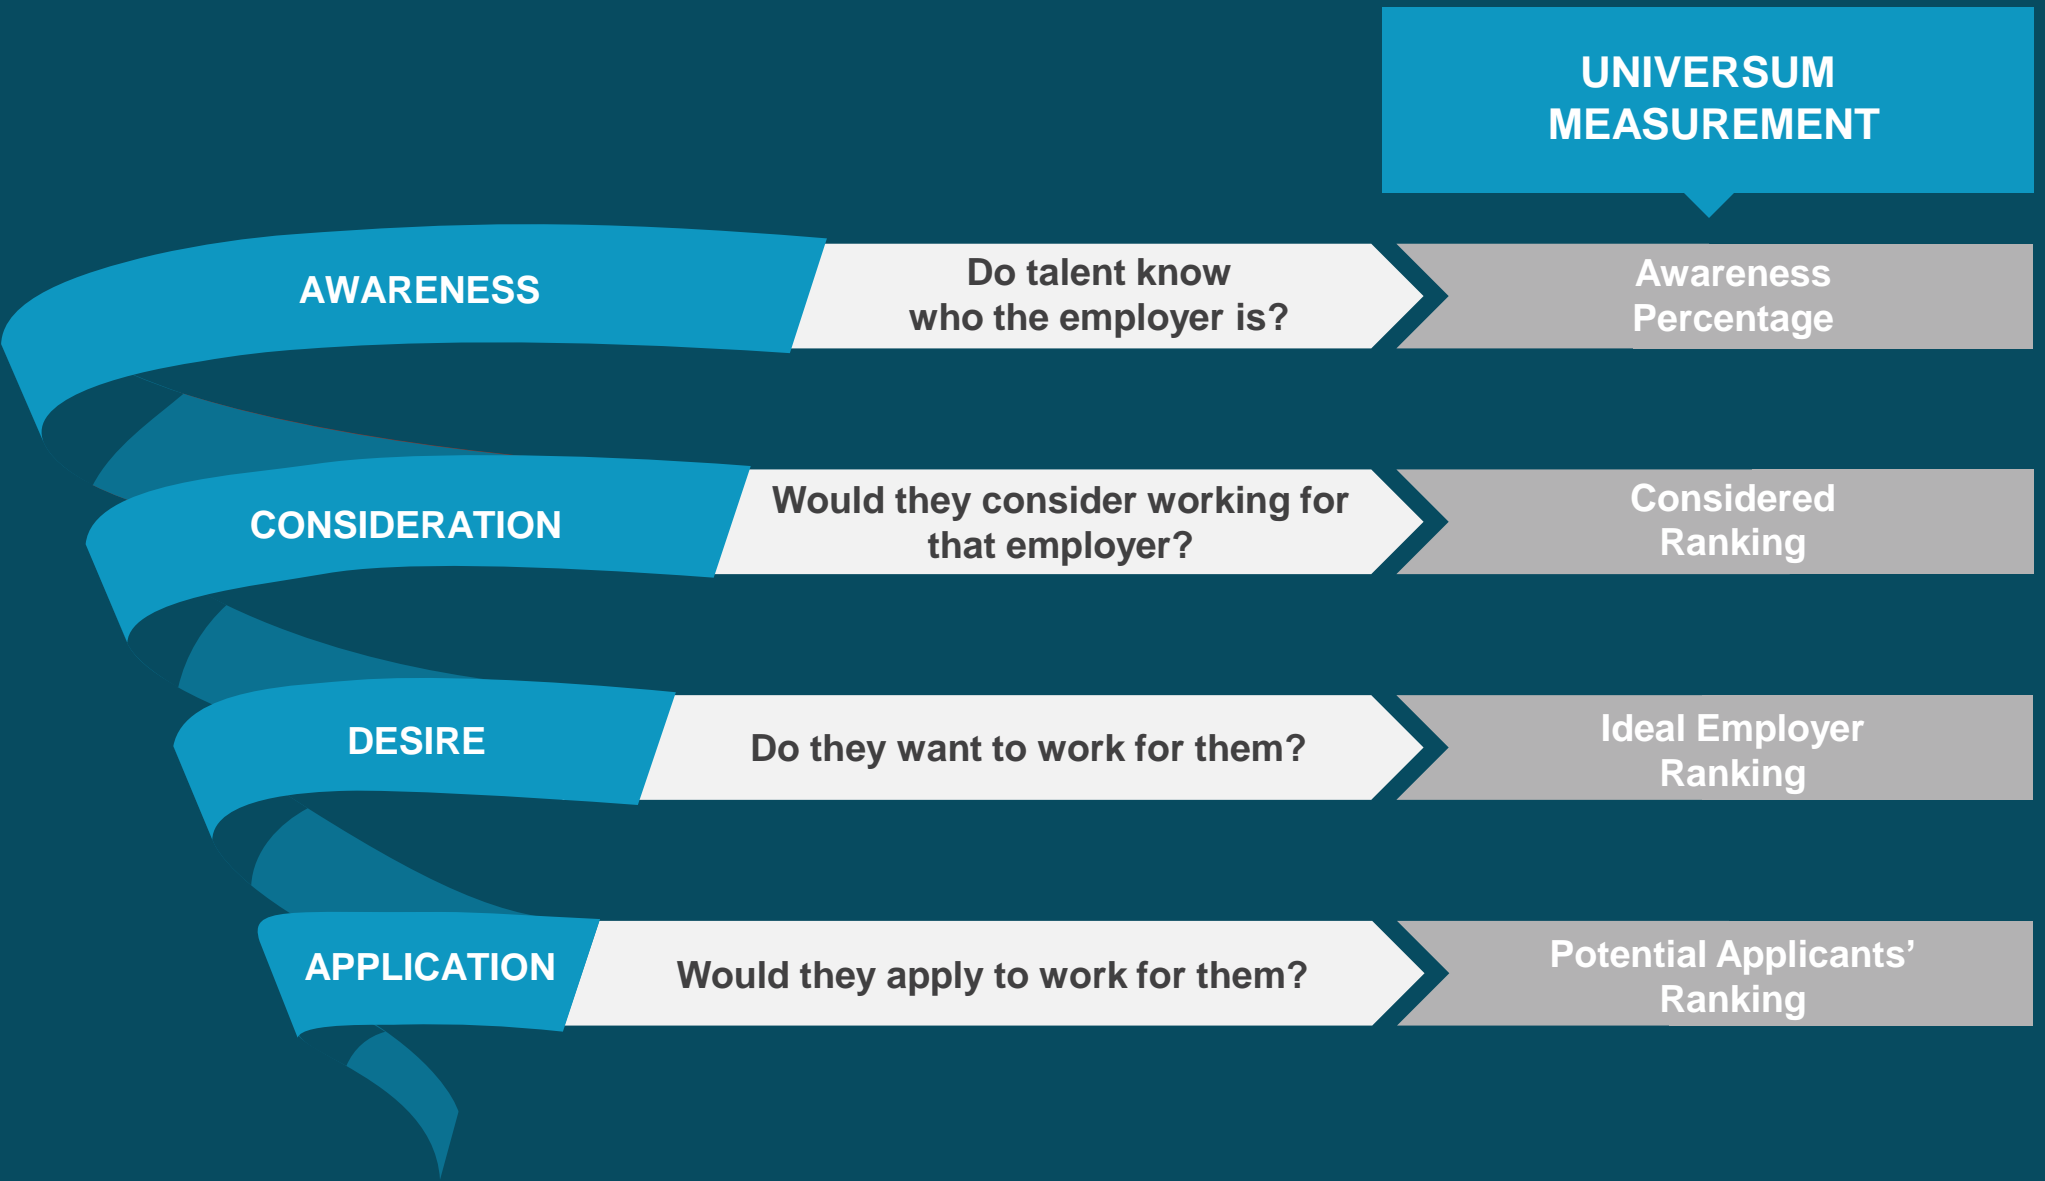 UNIVERSUM
MEASUREMENT
AWARENESS
Do talent know
who the employer is?
Awareness
Percentage
CONSIDERATION
Would they consider working for
that employer?
Considered
Ranking
DESIRE
Do they want to work for them?
Ideal Employer
Ranking
APPLICATION
Would they apply to work for them?
Potential Applicants’
Ranking